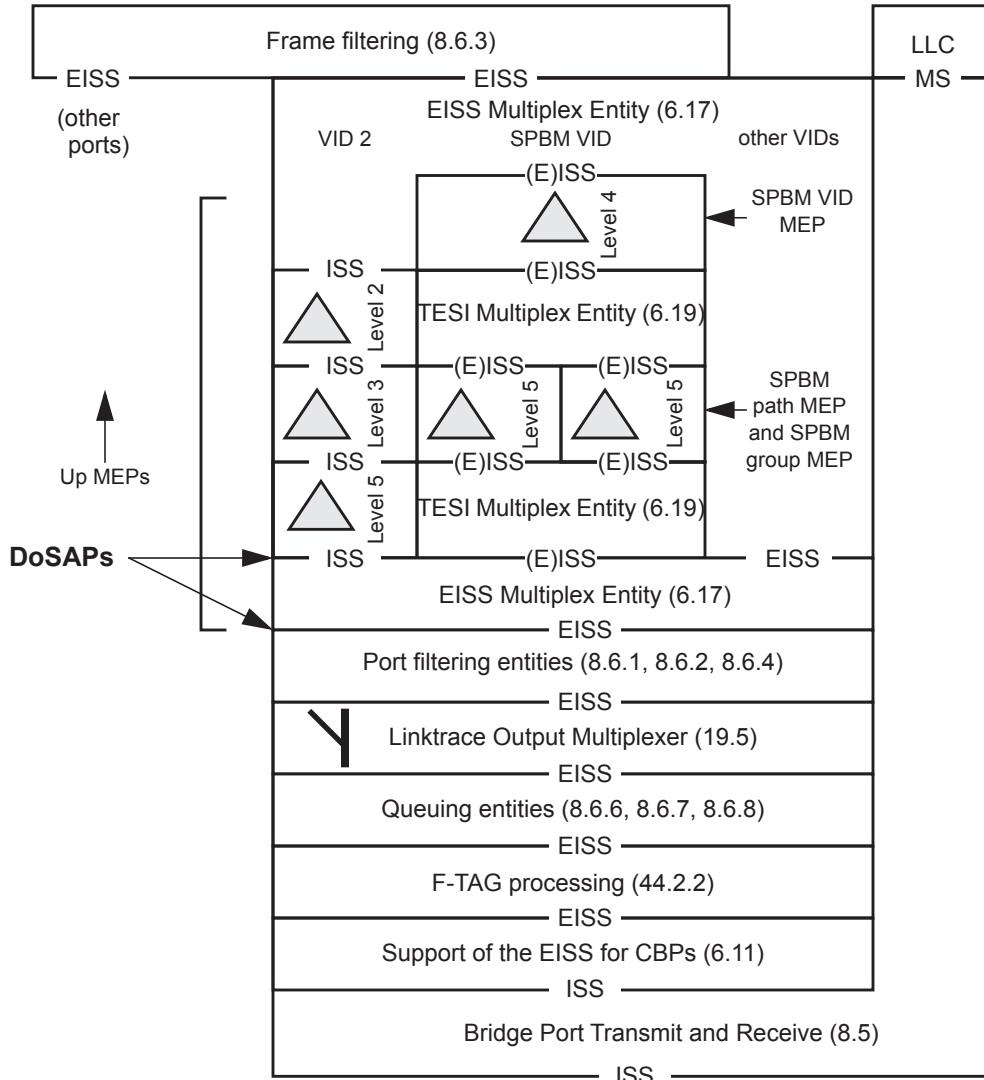 Frame filtering (8.6.3)
LLC
EISS
EISS
MS
(other
ports)
EISS Multiplex Entity (6.17)
VID 2
SPBM VID
other VIDs
(E)ISS
Level 4
SPBM VID
MEP
ISS
(E)ISS
Level 2
TESI Multiplex Entity (6.19)
ISS
(E)ISS
(E)ISS
Level 3
Level 5
Level 5
SPBM
path MEP
and SPBM
group MEP
Up MEPs
ISS
(E)ISS
(E)ISS
Level 5
TESI Multiplex Entity (6.19)
DoSAPs
ISS
(E)ISS
EISS
EISS Multiplex Entity (6.17)
EISS
Port filtering entities (8.6.1, 8.6.2, 8.6.4)
EISS
Linktrace Output Multiplexer (19.5)
EISS
Queuing entities (8.6.6, 8.6.7, 8.6.8)
EISS
F-TAG processing (44.2.2)
EISS
Support of the EISS for CBPs (6.11)
ISS
Bridge Port Transmit and Receive (8.5)
ISS